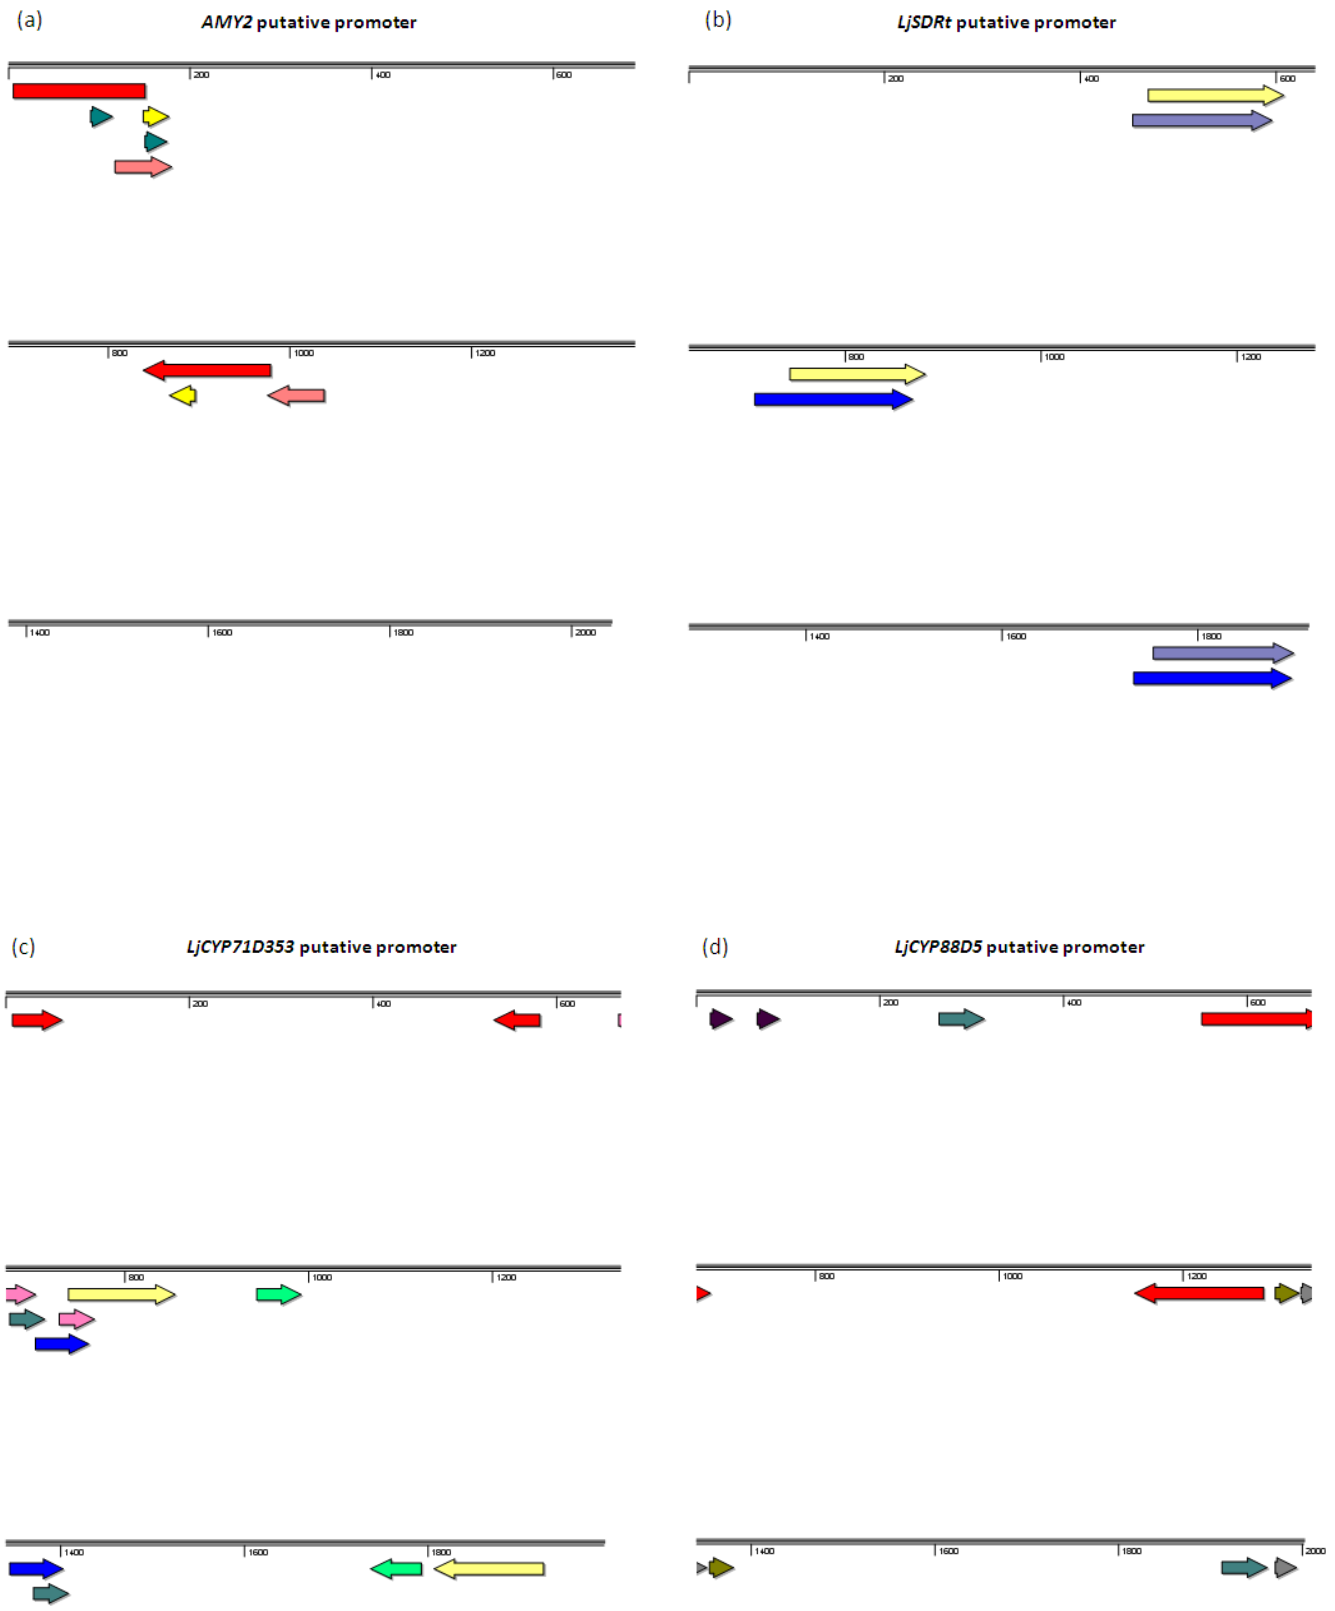 (a) AMY2 putative promoter
200 400 600
800 1000 1200
1400 1600 1800 2000
(b) LjSDRt putative promoter
200 400 600
800 1000 1200
1400 1600 1800
(c) LjCYP71D353 putative promoter
200 400 600
800 1000 1200
1400 1600 1800
(d) LjCYP88D5 putative promoter
200 400 600
800 1000 1200
1400 1600 1800 2000